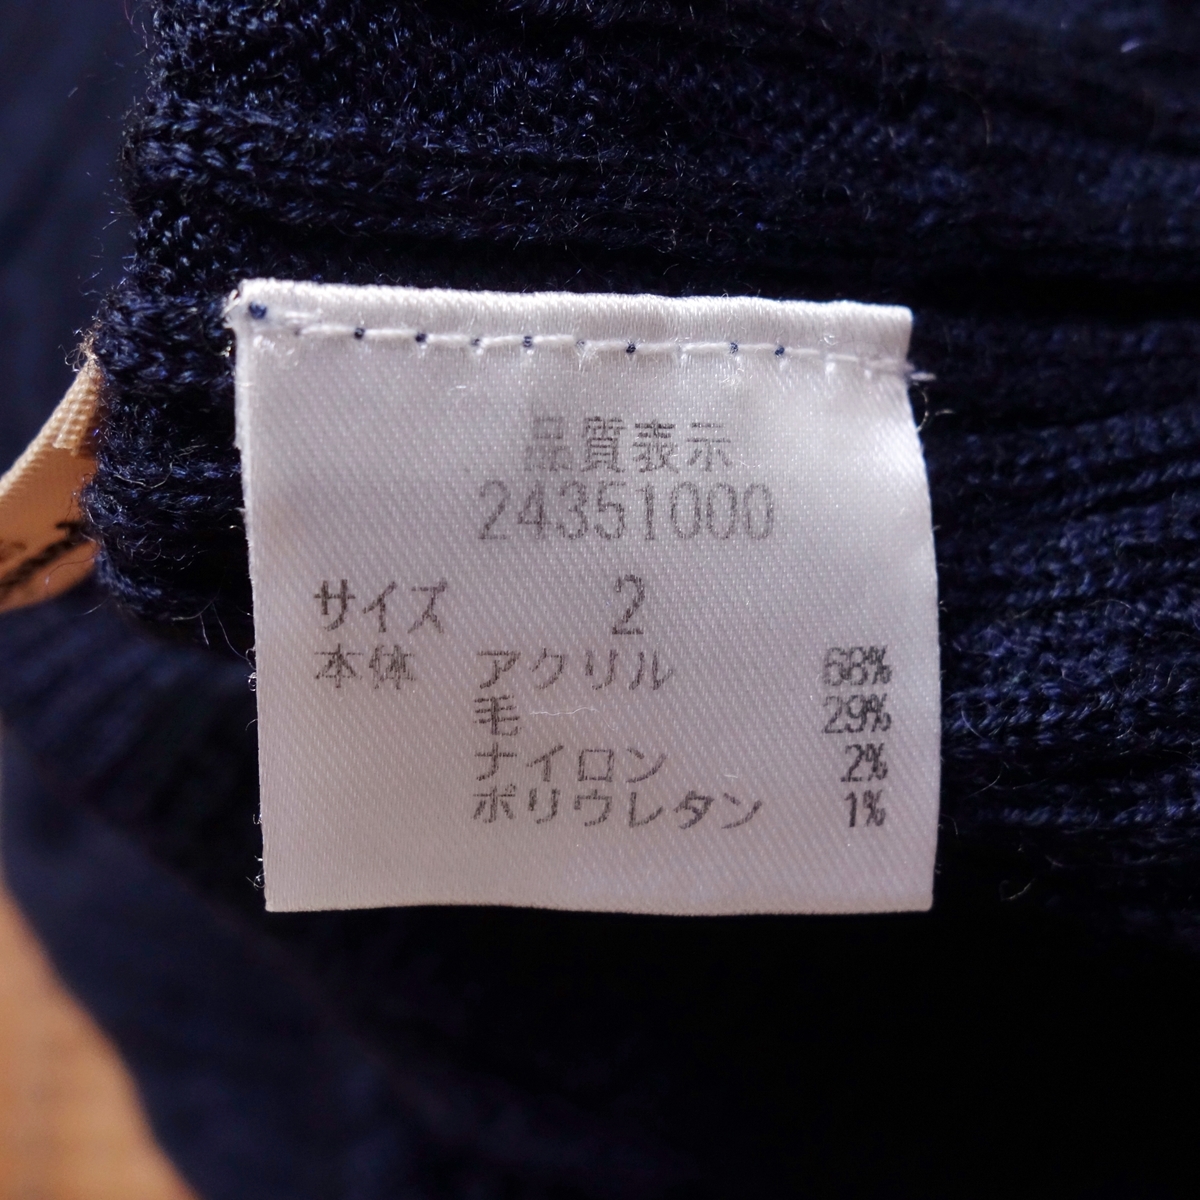 品質表示
24351000
サイズ 2
本体 アクリル 68%
毛 29%
ナイロン 2%
ポリウレタン 1%